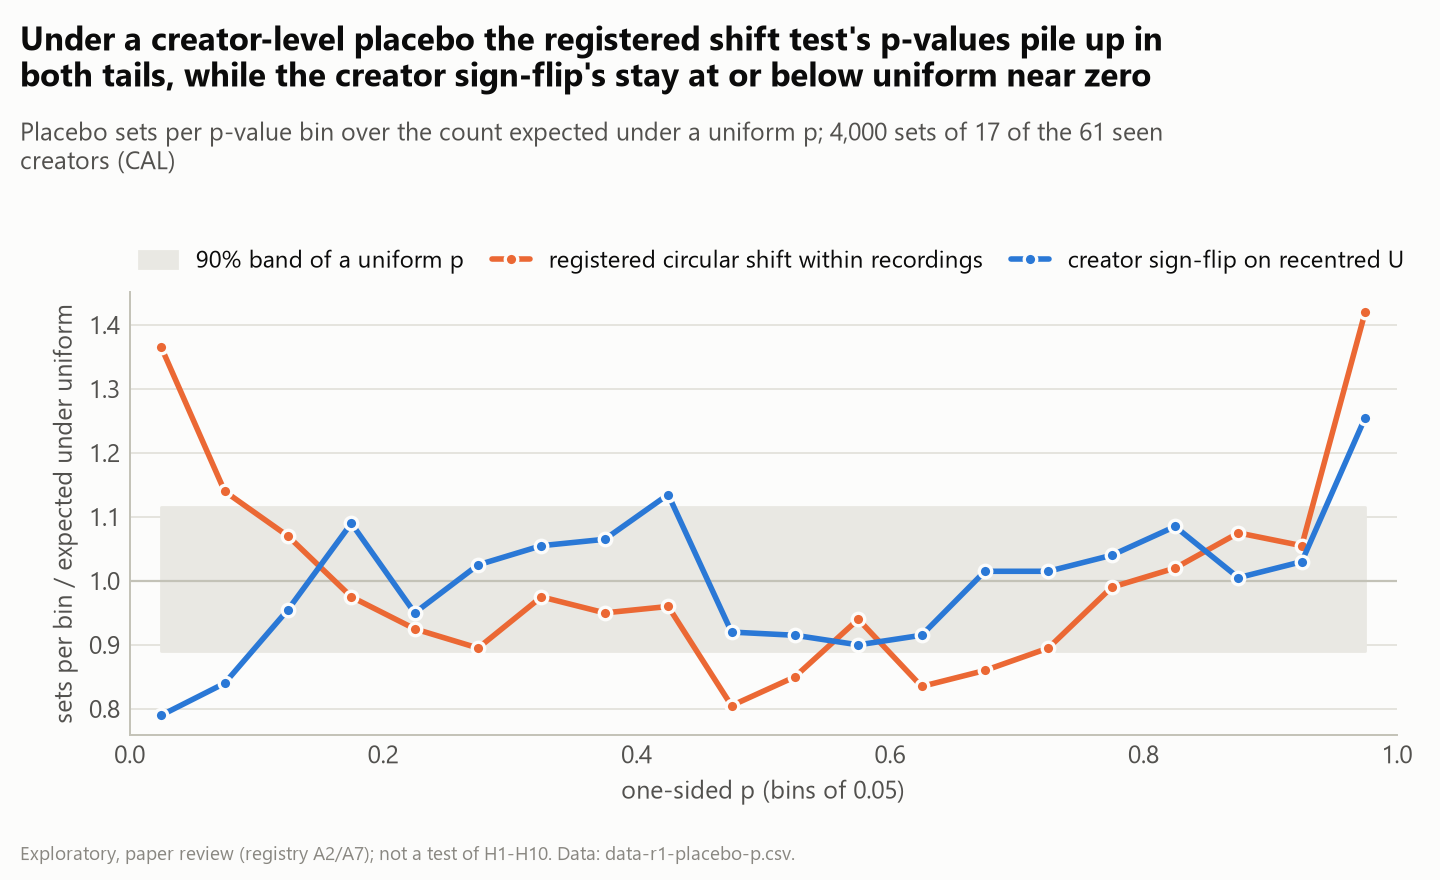 Under a creator-level placebo the registered shift test's p-values pile up in
both tails, while the creator sign-flip's stay at or below uniform near zero
Placebo sets per p-value bin over the count expected under a uniform p; 4,000 sets of 17 of the 61 seen
creators (CAL)
90% band of a uniform p
registered circular shift within recordings
creator sign-flip on recentred U
sets per bin / expected under uniform
1.4
1.3
1.2
1.1
1.0
0.9
0.8
0.0
0.2
0.4
0.6
0.8
1.0
one-sided p (bins of 0.05)
Exploratory, paper review (registry A2/A7); not a test of H1-H10. Data: data-r1-placebo-p.csv.